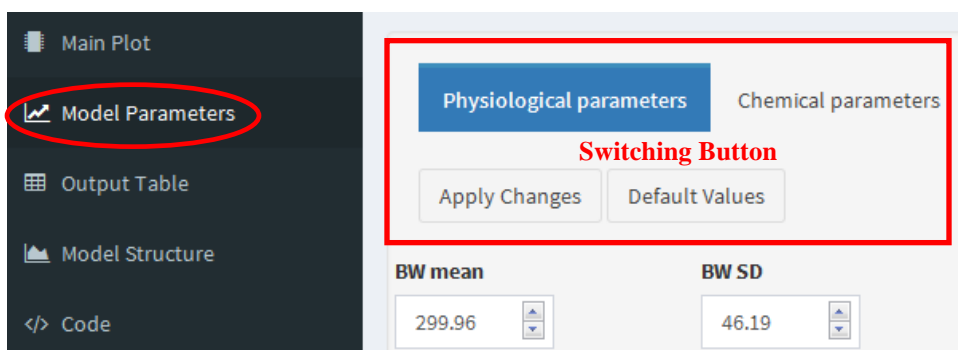 Main Plot
Model Parameters
Output Table
Model Structure
</> Code
Physiological parameters
Chemical parameters
Switching Button
Apply Changes
Default Values
BW mean
BW SD
299.96
46.19